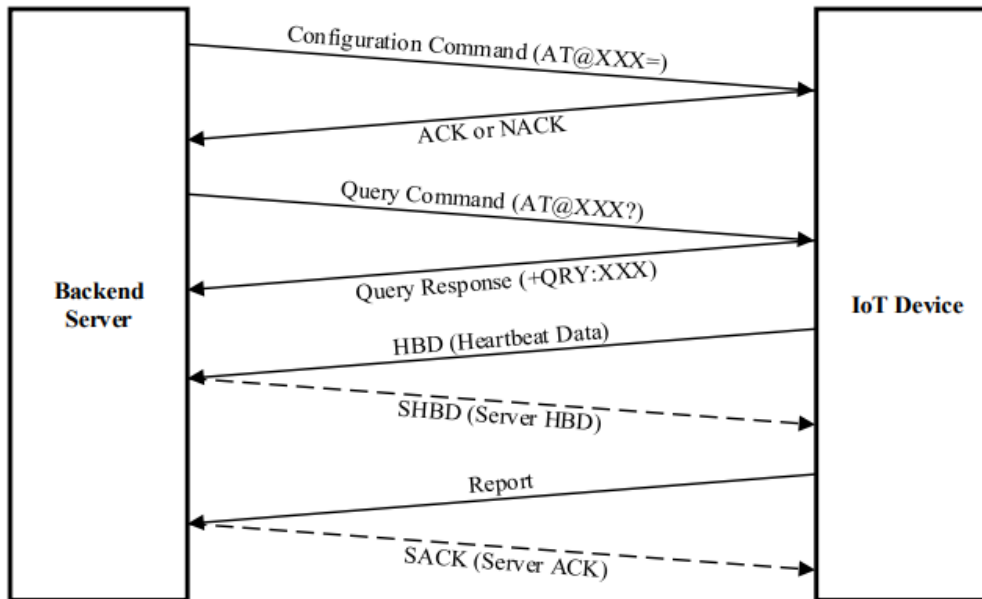 Configuration Command (AT@XXX=)
ACK or NACK
Query Command (AT@XXX?)
Query Response (+QRY:XXX)
Backend
Server
IoT Device
HBD (Heartbeat Data)
SHBD (Server HBD)
Report
SACK (Server ACK)